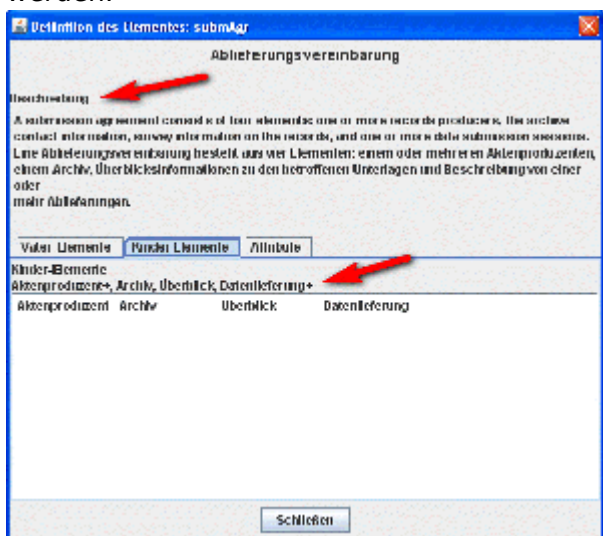 werden.
Definition des Elementes: submAgr
Ablieferungsvereinbarung
Beschreibung
A submission agreement consists of four elements: one or more records producers, the archive
contact information, survey information on the records, and one or more data submission sessions.
Eine Ablieferungsvereinbarung besteht aus vier Elementen: einem oder mehreren Aktenproduzenten,
einem Archiv, Überblicksinformationen zu den betroffenen Unterlagen und Beschreibung von einer
oder
mehr Ablieferungen.
Vater Elemente Kinder Elemente Attribute
Kinder-Elemente
Aktenproduzent+, Archiv, Überblick, Datenlieferung+
Aktenproduzent Archiv Überblick Datenlieferung
Schließen